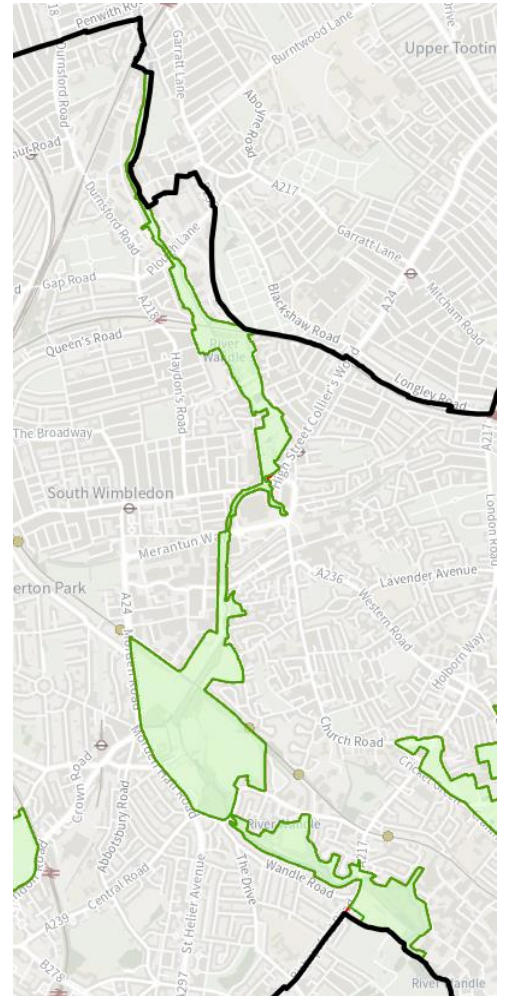 Penwith Ro
Durnsford Road
Garratt Lane
Burntwood Lane
Drive
Upper Tootin
Aboyne Road
A217
Durnsford Road
Plough Lane
Garratt Lane
A24
Mitcham Road
d
Gap Road
A218
Blackshaw Road
Queen's Road
Haydon's Road
River
Wandle
Longley Road
The Broadway
High Street Collier's Wood
A217
South Wimbledon
London Road
Merantun W
A236
Lavender Avenue
erton Park
A24
Western Road
Morden Road
Holborn Way
Church Road
Morden Hall Road
Crown Road
Abbotsbury Road
River Wandle
A217
Central Road
The Drive
Wandle Road
St Helier Avenue
A239
B278
A297
River Wandle